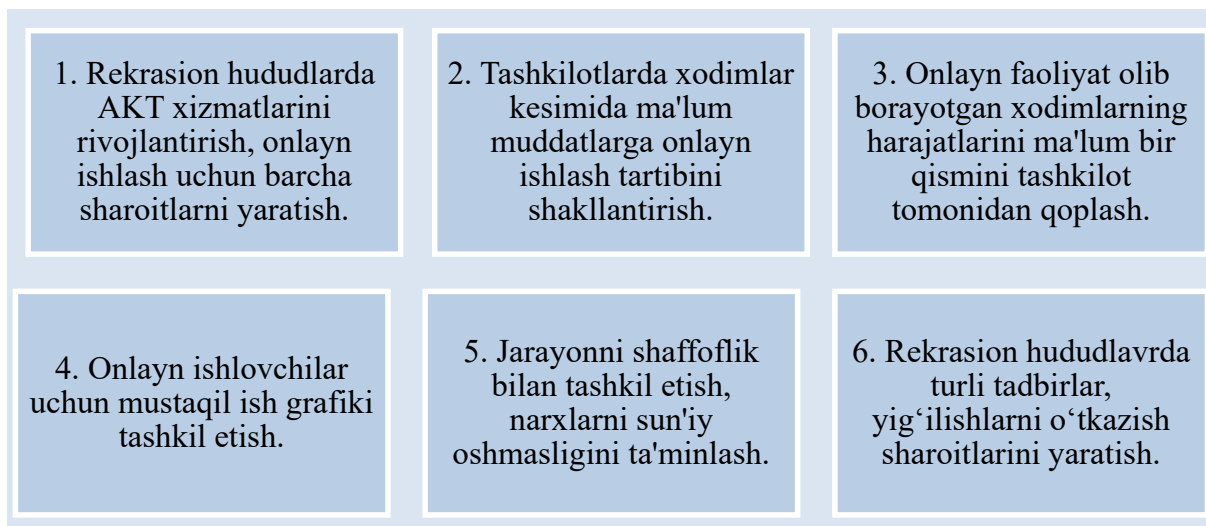 1. Rekrasion hududlarda
AKT xizmatlarini
rivojlantirish, onlayn
ishlash uchun barcha
sharoitlarni yaratish.
2. Tashkilotlarda xodimlar
kesimida ma'lum
muddatlarga onlayn
ishlash tartibini
shakllantirish.
3. Onlayn faoliyat olib
borayotgan xodimlarning
harajatlarini ma'lum bir
qismini tashkilot
tomonidan qoplash.
4. Onlayn ishlovchilar
uchun mustaqil ish grafiki
tashkil etish.
5. Jarayonni shaffoflik
bilan tashkil etish,
narxlarni sun'iy
oshmasligini ta'minlash.
6. Rekrasion hududlavrda
turli tadbirlar,
yig‘ilishlarni o‘tkazish
sharoitlarini yaratish.